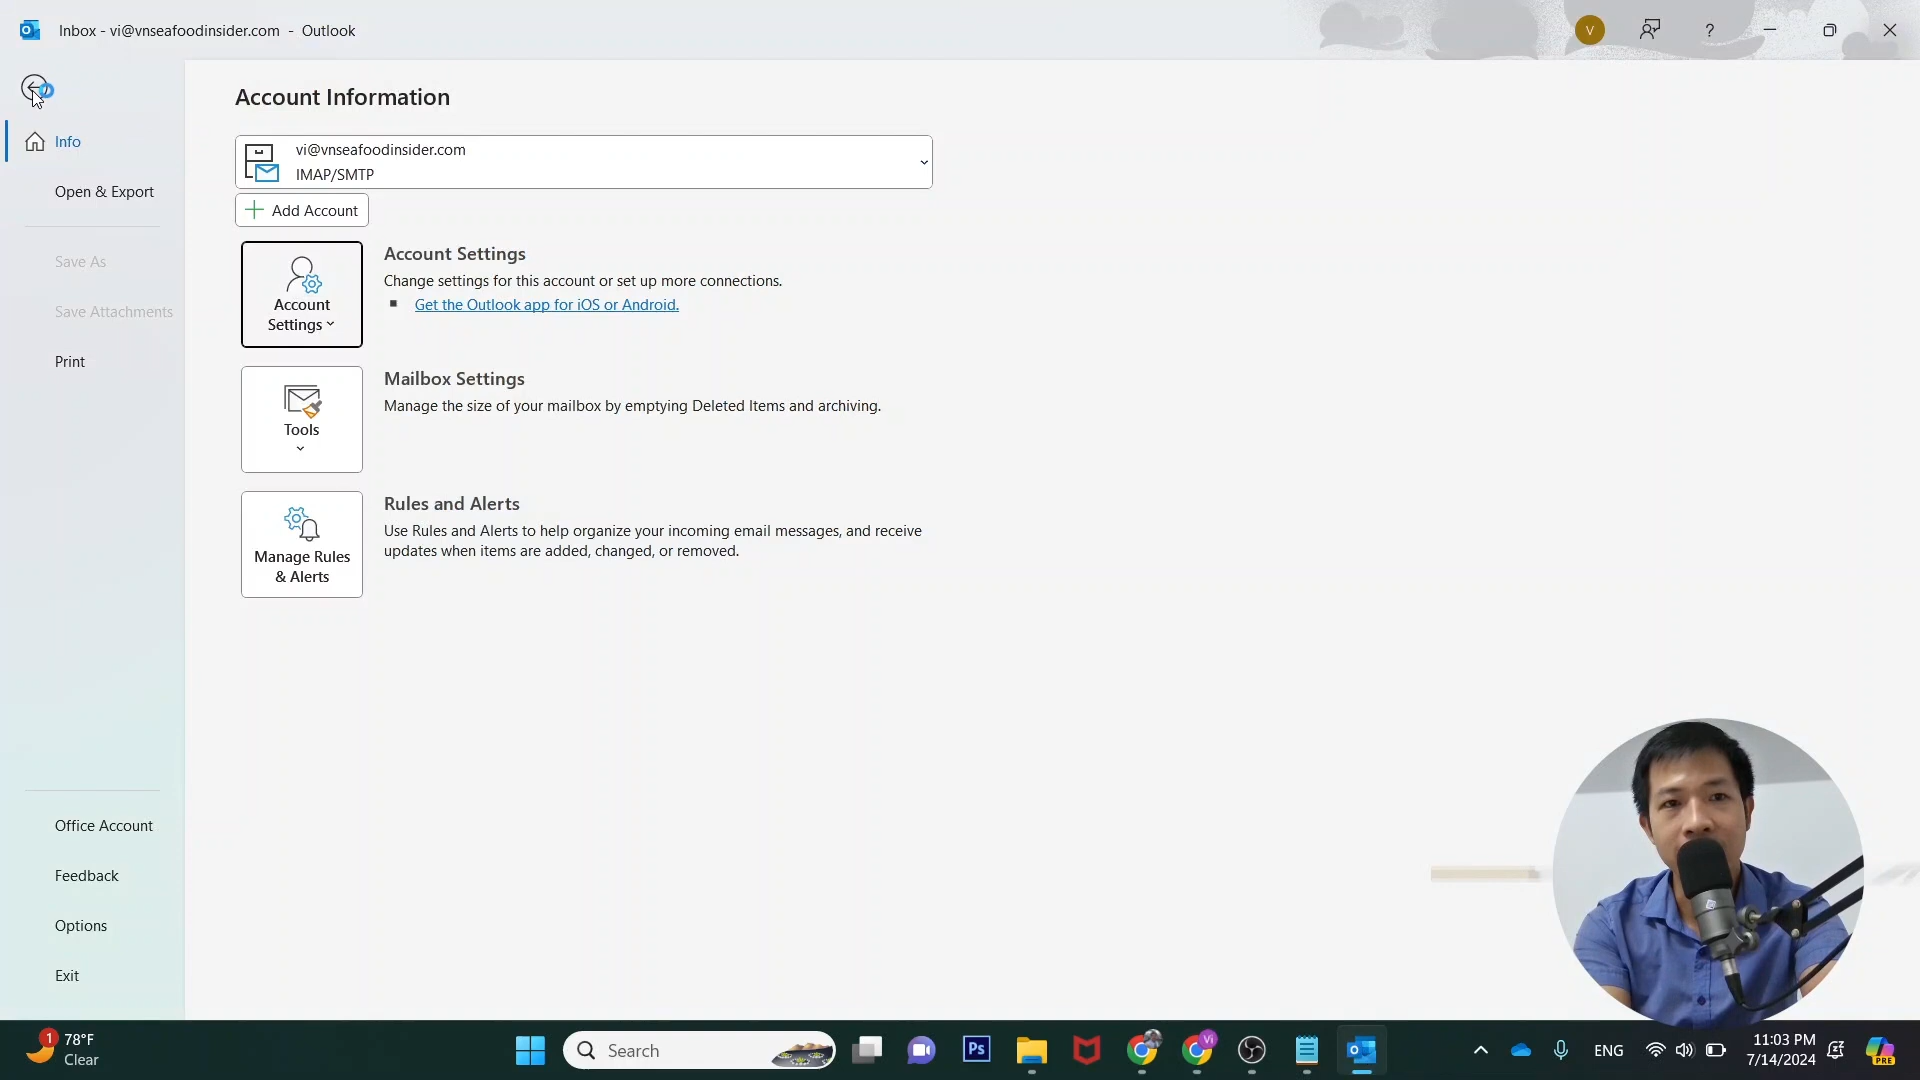 Inbox - vi@vnseafoodinsider.com - Outlook
V
?
Account Information
Info
vi@vnseafoodinsider.com
IMAP/SMTP
Open & Export
Add Account
Account Settings
Account Settings
Change settings for this account or set up more connections.
Get the Outlook app for iOS or Android.
Save As
Save Attachments
Print
Tools
Mailbox Settings
Manage the size of your mailbox by emptying Deleted Items and archiving.
Manage Rules
& Alerts
Rules and Alerts
Use Rules and Alerts to help organize your incoming email messages, and receive
updates when items are added, changed, or removed.
Office Account
Feedback
Options
Exit
1
78°F
Clear
Search
Ps
Vi
ENG
11:03 PM
7/14/2024
PRE